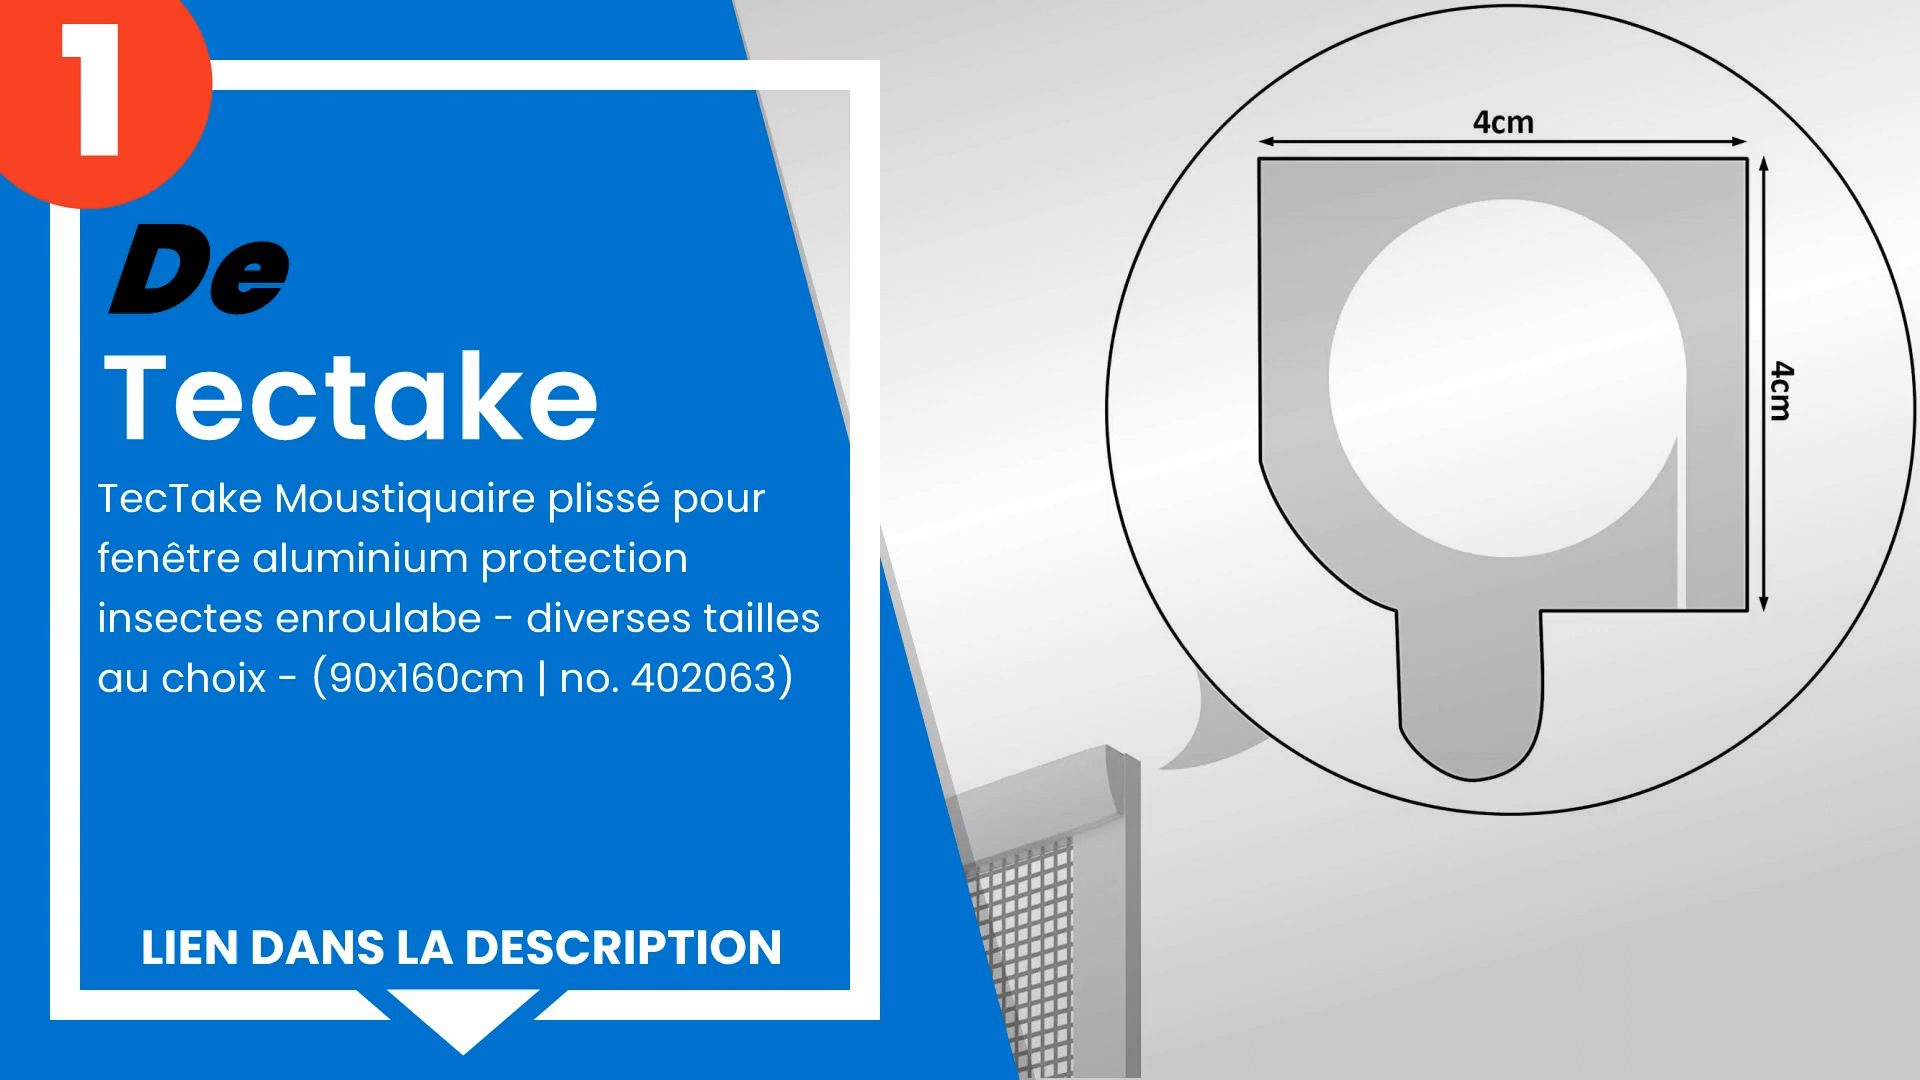 1
De
Tectake
TecTake Moustiquaire plissé pour
fenêtre aluminium protection
insectes enroulabe - diverses tailles
au choix - (90x160cm | no. 402063)
LIEN DANS LA DESCRIPTION
4cm
4cm